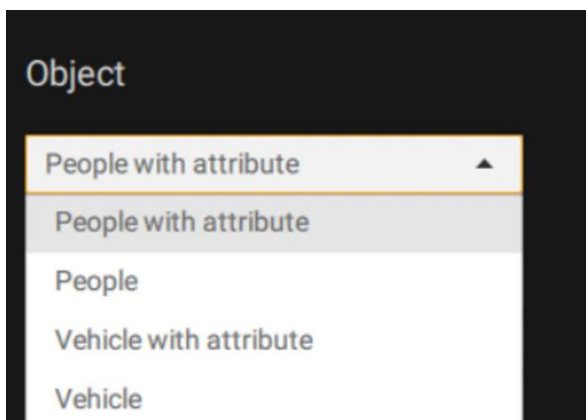 Object
People with attribute
People with attribute
People
Vehicle with attribute
Vehicle